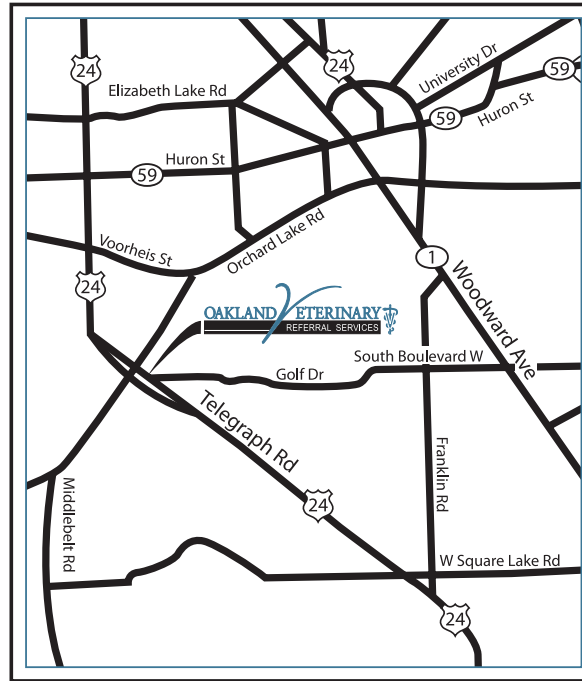 24
24
59
University Dr
Elizabeth Lake Rd
59
Huron St
Huron St
59
Voorheis St
Orchard Lake Rd
1
24
Woodward Ave
OAKLAND VETERINARY
REFERRAL SERVICES
South Boulevard W
Golf Dr
Telegraph Rd
Franklin Rd
Middlebelt Rd
24
W Square Lake Rd
24